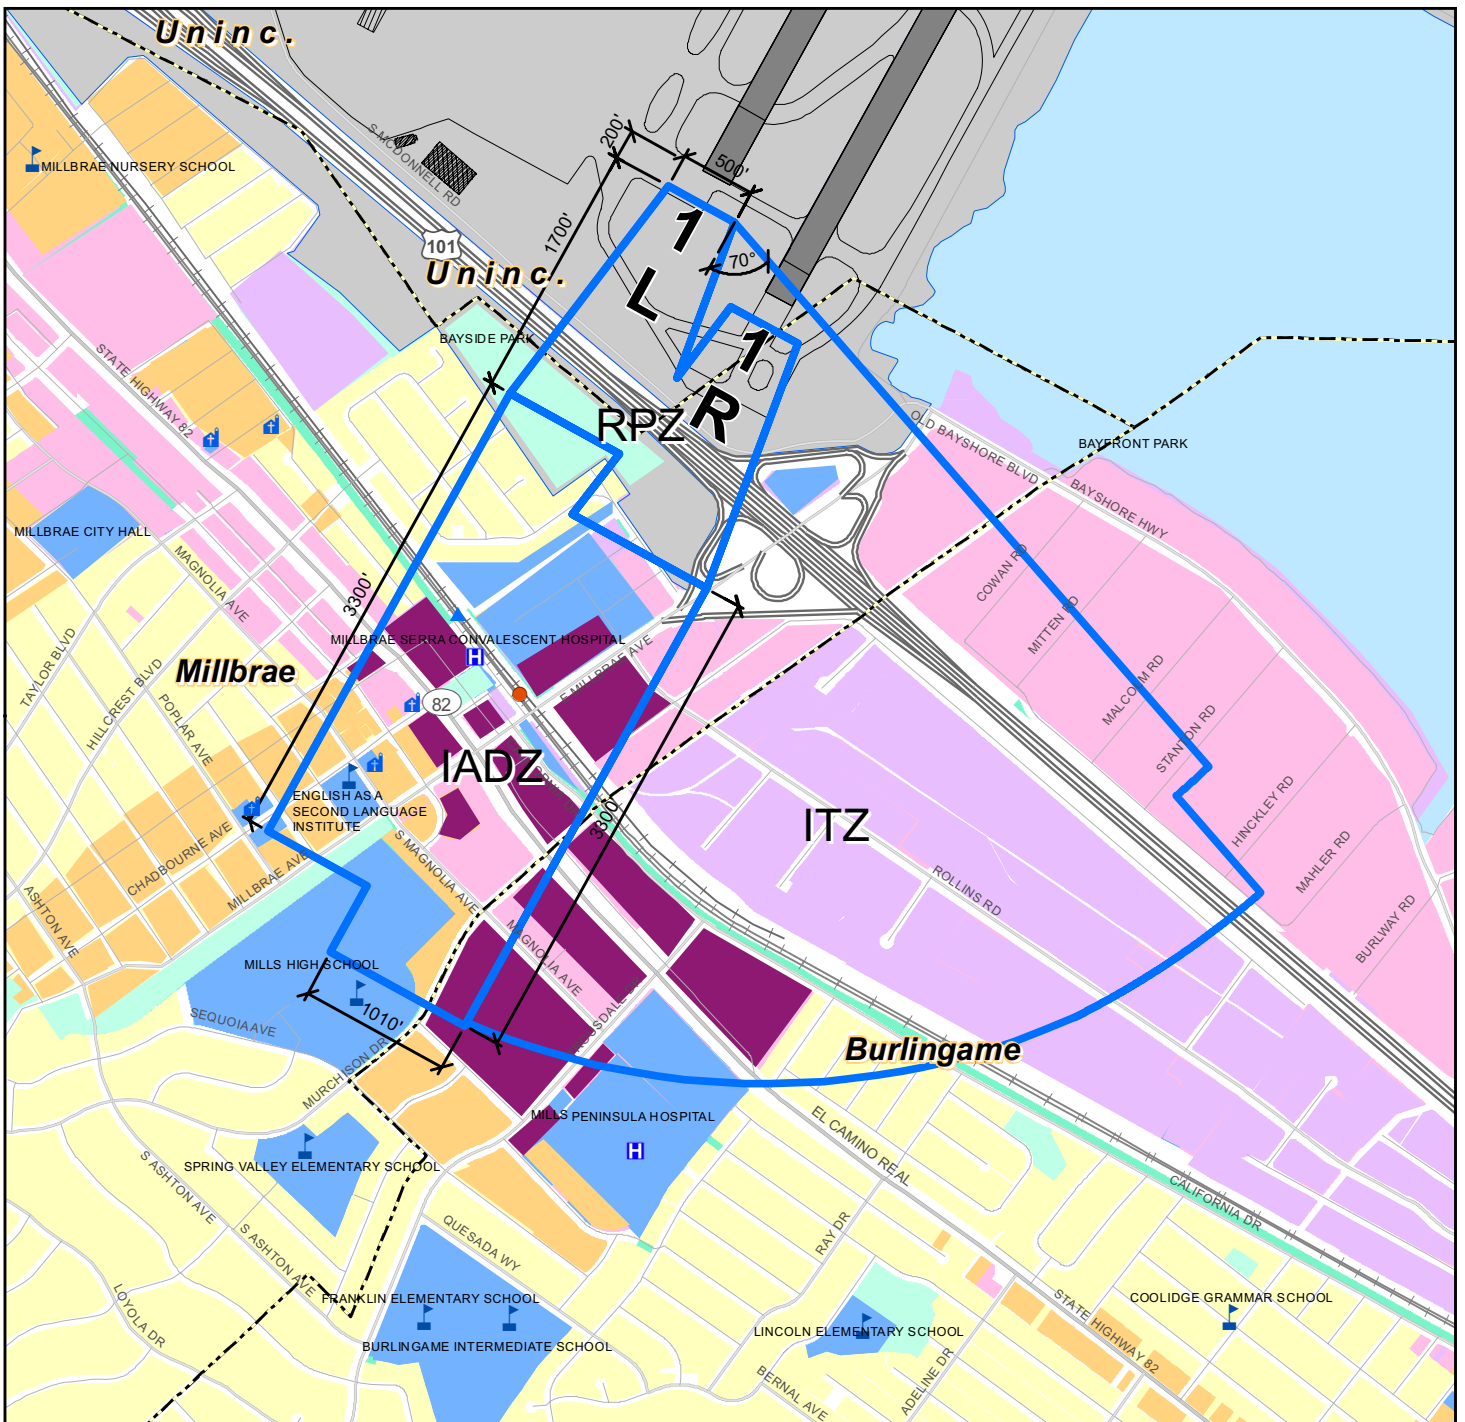 Uninc.
S MCDONNELL RD
200'
500'
MILLBRAE NURSERY SCHOOL
1
L
1700'
70°
101
Uninc.
BAYSIDE PARK
1
R
STATE HIGHWAY 82
RPZ
OLD BAYSHORE BLVD
BAYFRONT PARK
BAYSHORE HWY
MILLBRAE CITY HALL
MAGNOLIA AVE
COWAN RD
3300'
MITTEN RD
MILLBRAE SERRA CONVALESCENT HOSPITAL
H
E MILLBRAE AVE
TAYLOR BLVD
Millbrae
HILLCREST BLVD
POPLAR AVE
82
MALCOLM RD
STANTON RD
IADZ
ENGLISH AS A
SECOND LANGUAGE
INSTITUTE
3300'
ITZ
HINCKLEY RD
MAHLER RD
CHADBOURNE AVE
MILLBRAE AVE
S MAGNOLIA AVE
ROLLINS RD
ASHTON AVE
BURLWAY RD
MAGNOLIA AVE
MILLS HIGH SCHOOL
1010'
SEQUOIA AVE
MURCHISON DR
Burlingame
MILLS PENINSULA HOSPITAL
H
EL CAMINO REAL
SPRING VALLEY ELEMENTARY SCHOOL
S ASHTON AVE
CALIFORNIA DR
S ASHTON AVE
QUESADA WY
RAY DR
LOYOLA DR
FRANKLIN ELEMENTARY SCHOOL
COOLIDGE GRAMMAR SCHOOL
STATE HIGHWAY 82
BURLINGAME INTERMEDIATE SCHOOL
LINCOLN ELEMENTARY SCHOOL
BERNAL AVE
ADELINE DR